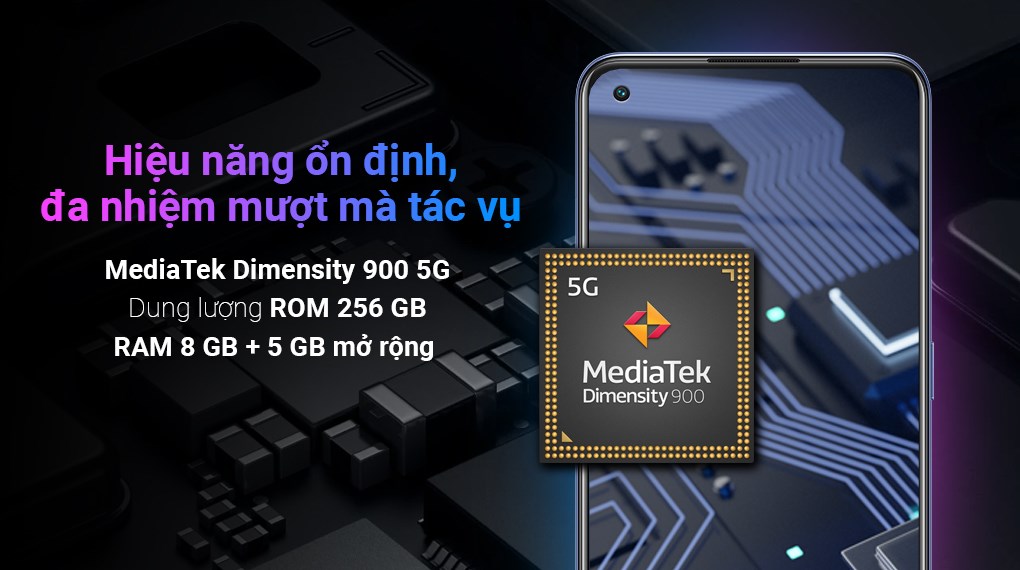 Hiệu năng ổn định,
đa nhiệm mượt mà tác vụ
MediaTek Dimensity 900 5G
Dung lượng ROM 256 GB
RAM 8 GB + 5 GB mở rộng
5G
MediaTek
Dimensity 900